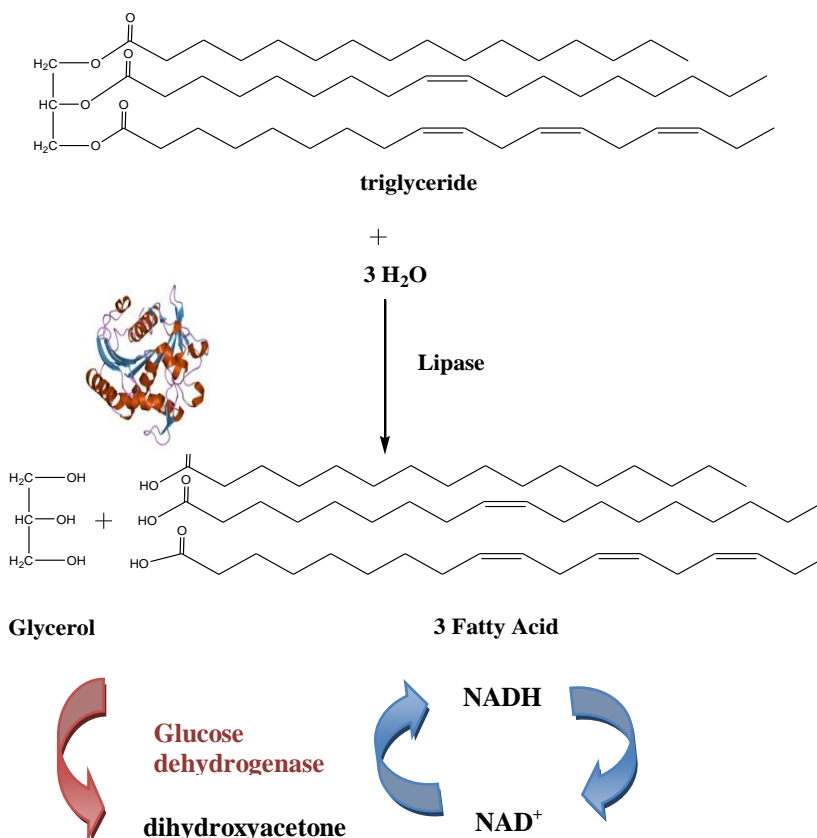 O
H₂C
O
O
HC
O
O
H₂C
O
triglyceride
+
3 H₂O
Lipase
H₂C—OH
HC—OH
H₂C—OH
+
HO
O
HO
O
HO
Glycerol
3 Fatty Acid
NADH
Glucose
dehydrogenase
dihydroxyacetone
NAD⁺